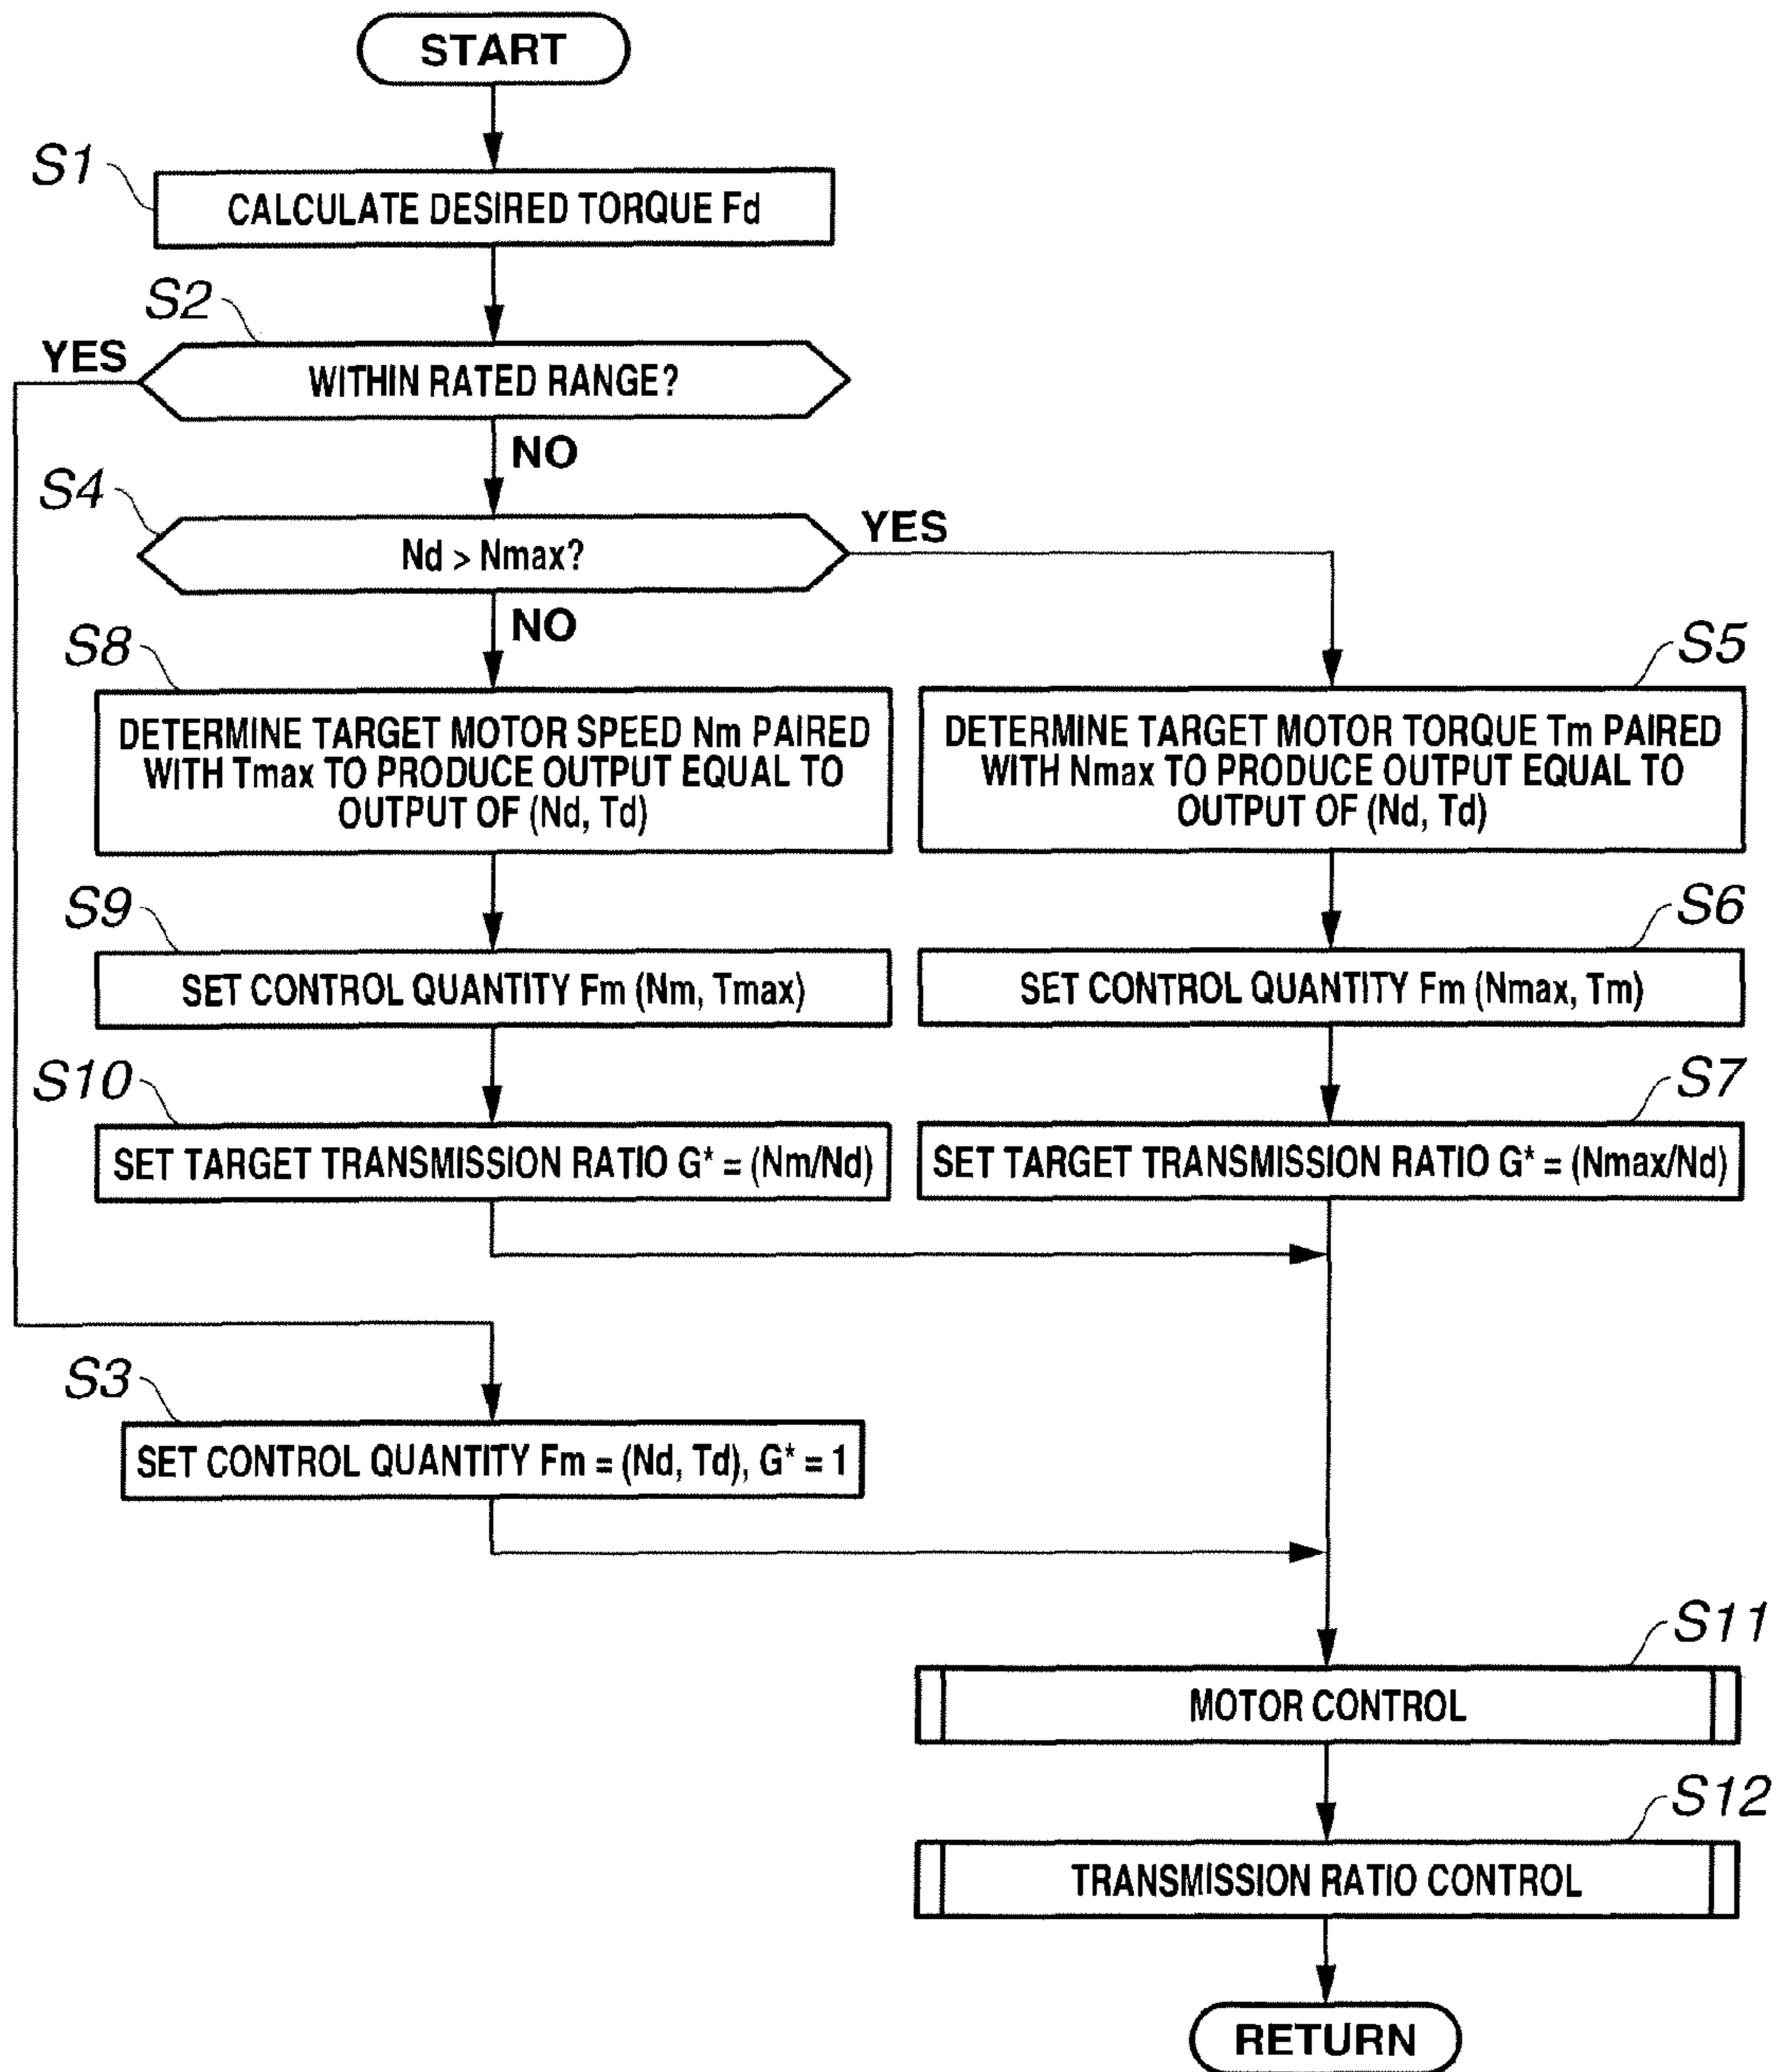 START
S1
CALCULATE DESIRED TORQUE Fd
S2
YES
WITHIN RATED RANGE?
NO
S4
YES
Nd > Nmax?
NO
S8
DETERMINE TARGET MOTOR SPEED Nm PAIRED
WITH Tmax TO PRODUCE OUTPUT EQUAL TO
OUTPUT OF (Nd, Td)
S5
DETERMINE TARGET MOTOR TORQUE Tm PAIRED
WITH Nmax TO PRODUCE OUTPUT EQUAL TO
OUTPUT OF (Nd, Td)
S9
SET CONTROL QUANTITY Fm (Nm, Tmax)
S6
SET CONTROL QUANTITY Fm (Nmax, Tm)
S10
SET TARGET TRANSMISSION RATIO G* = (Nm/Nd)
S7
SET TARGET TRANSMISSION RATIO G* = (Nmax/Nd)
S3
SET CONTROL QUANTITY Fm = (Nd, Td), G* = 1
S11
MOTOR CONTROL
S12
TRANSMISSION RATIO CONTROL
RETURN